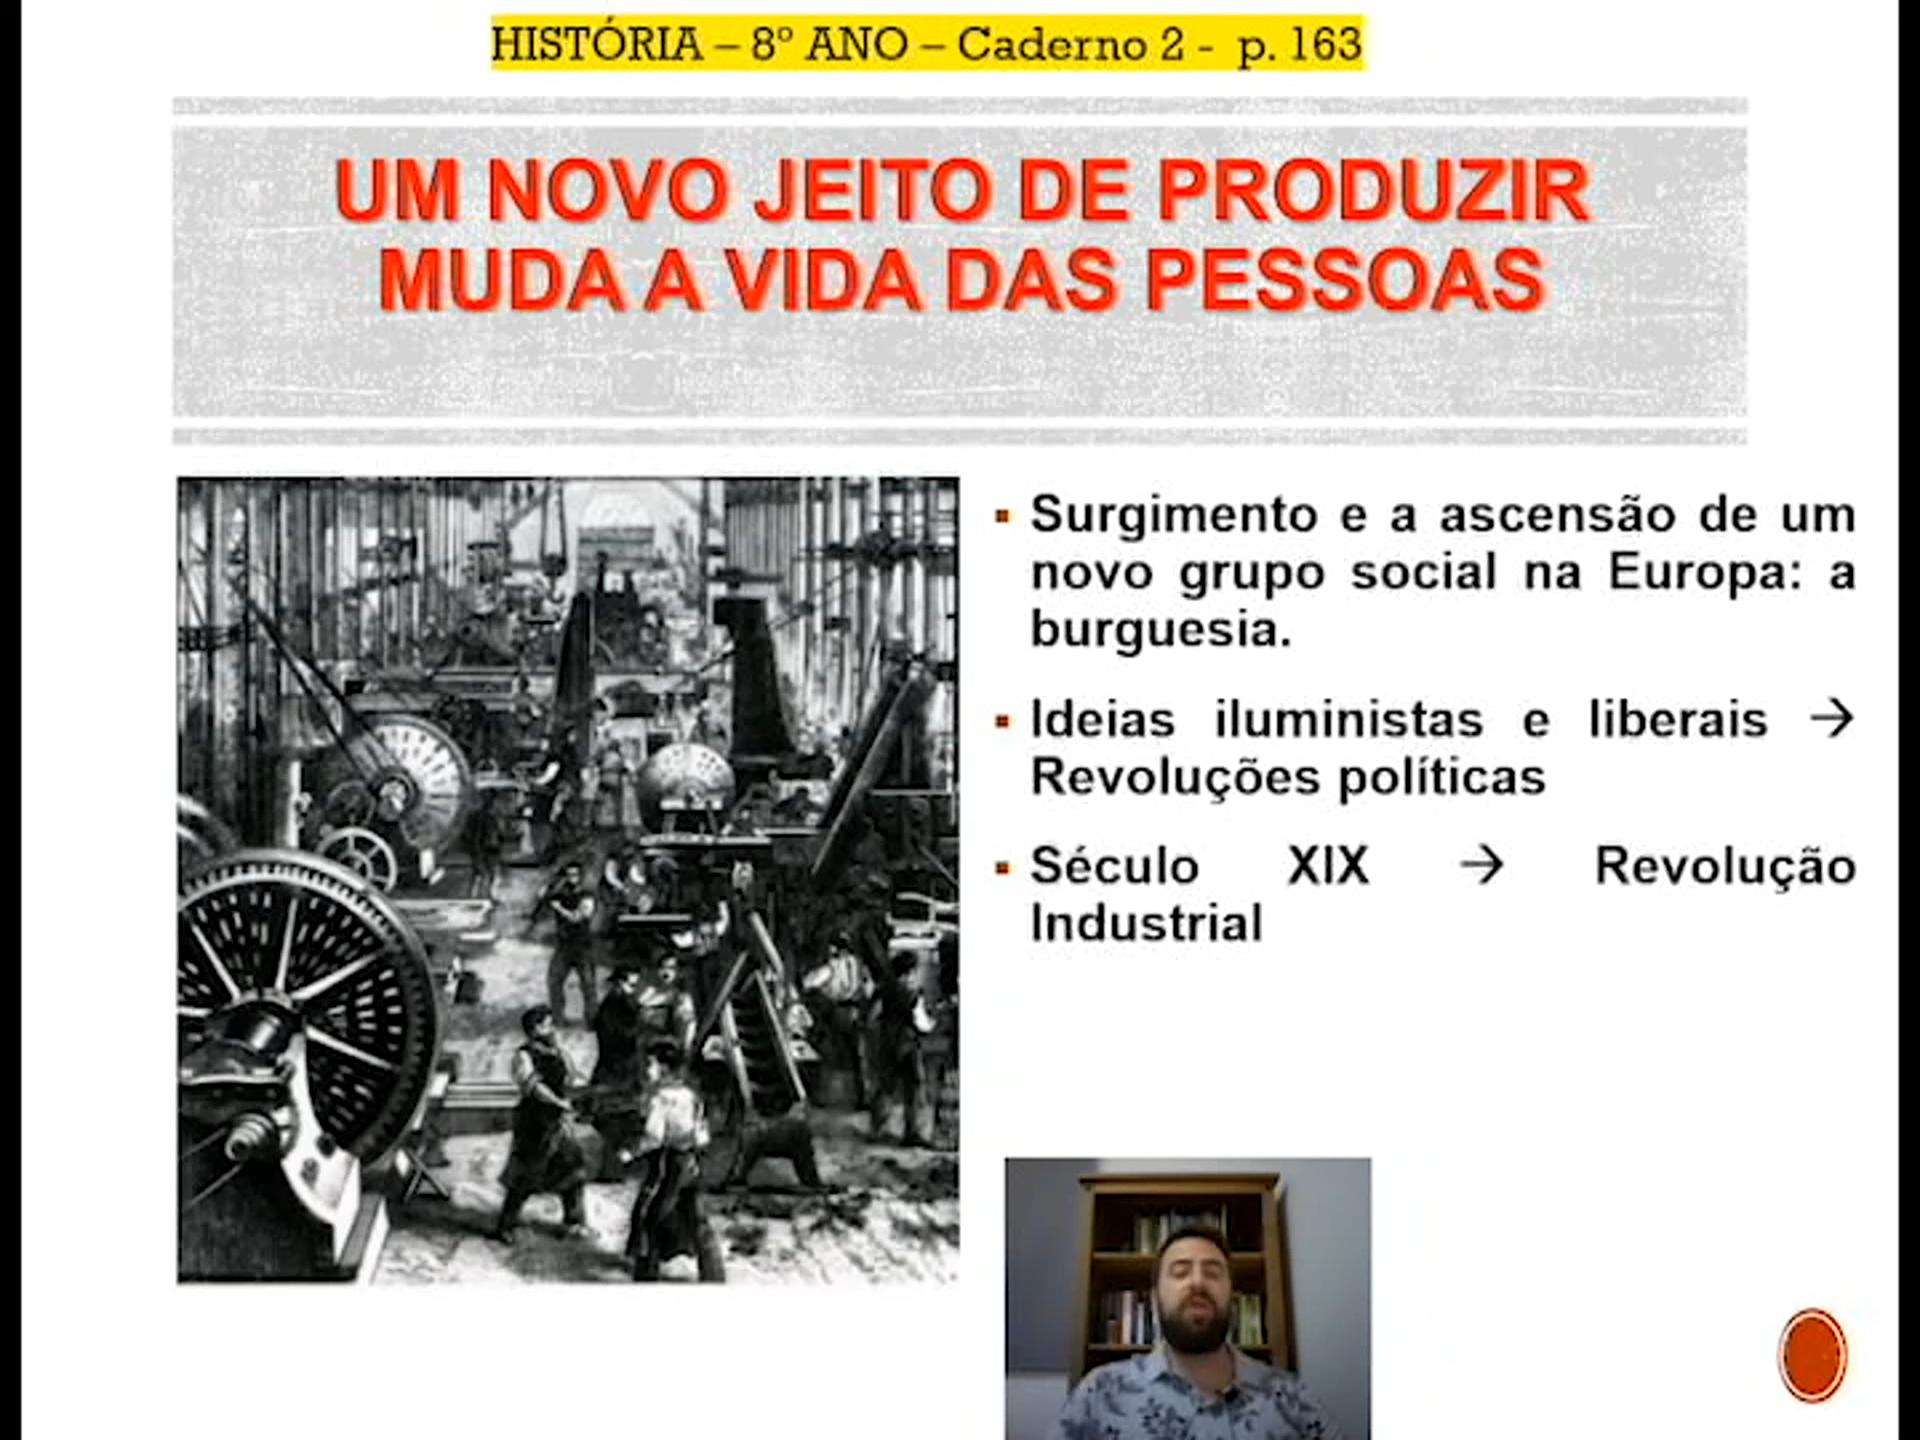 HISTÓRIA – 8º ANO – Caderno 2 - p. 163
UM NOVO JEITO DE PRODUZIR
MUDA A VIDA DAS PESSOAS
▪ Surgimento e a ascensão de um
novo grupo social na Europa: a
burguesia.
▪ Ideias iluministas e liberais →
Revoluções políticas
▪ Século XIX → Revolução
Industrial